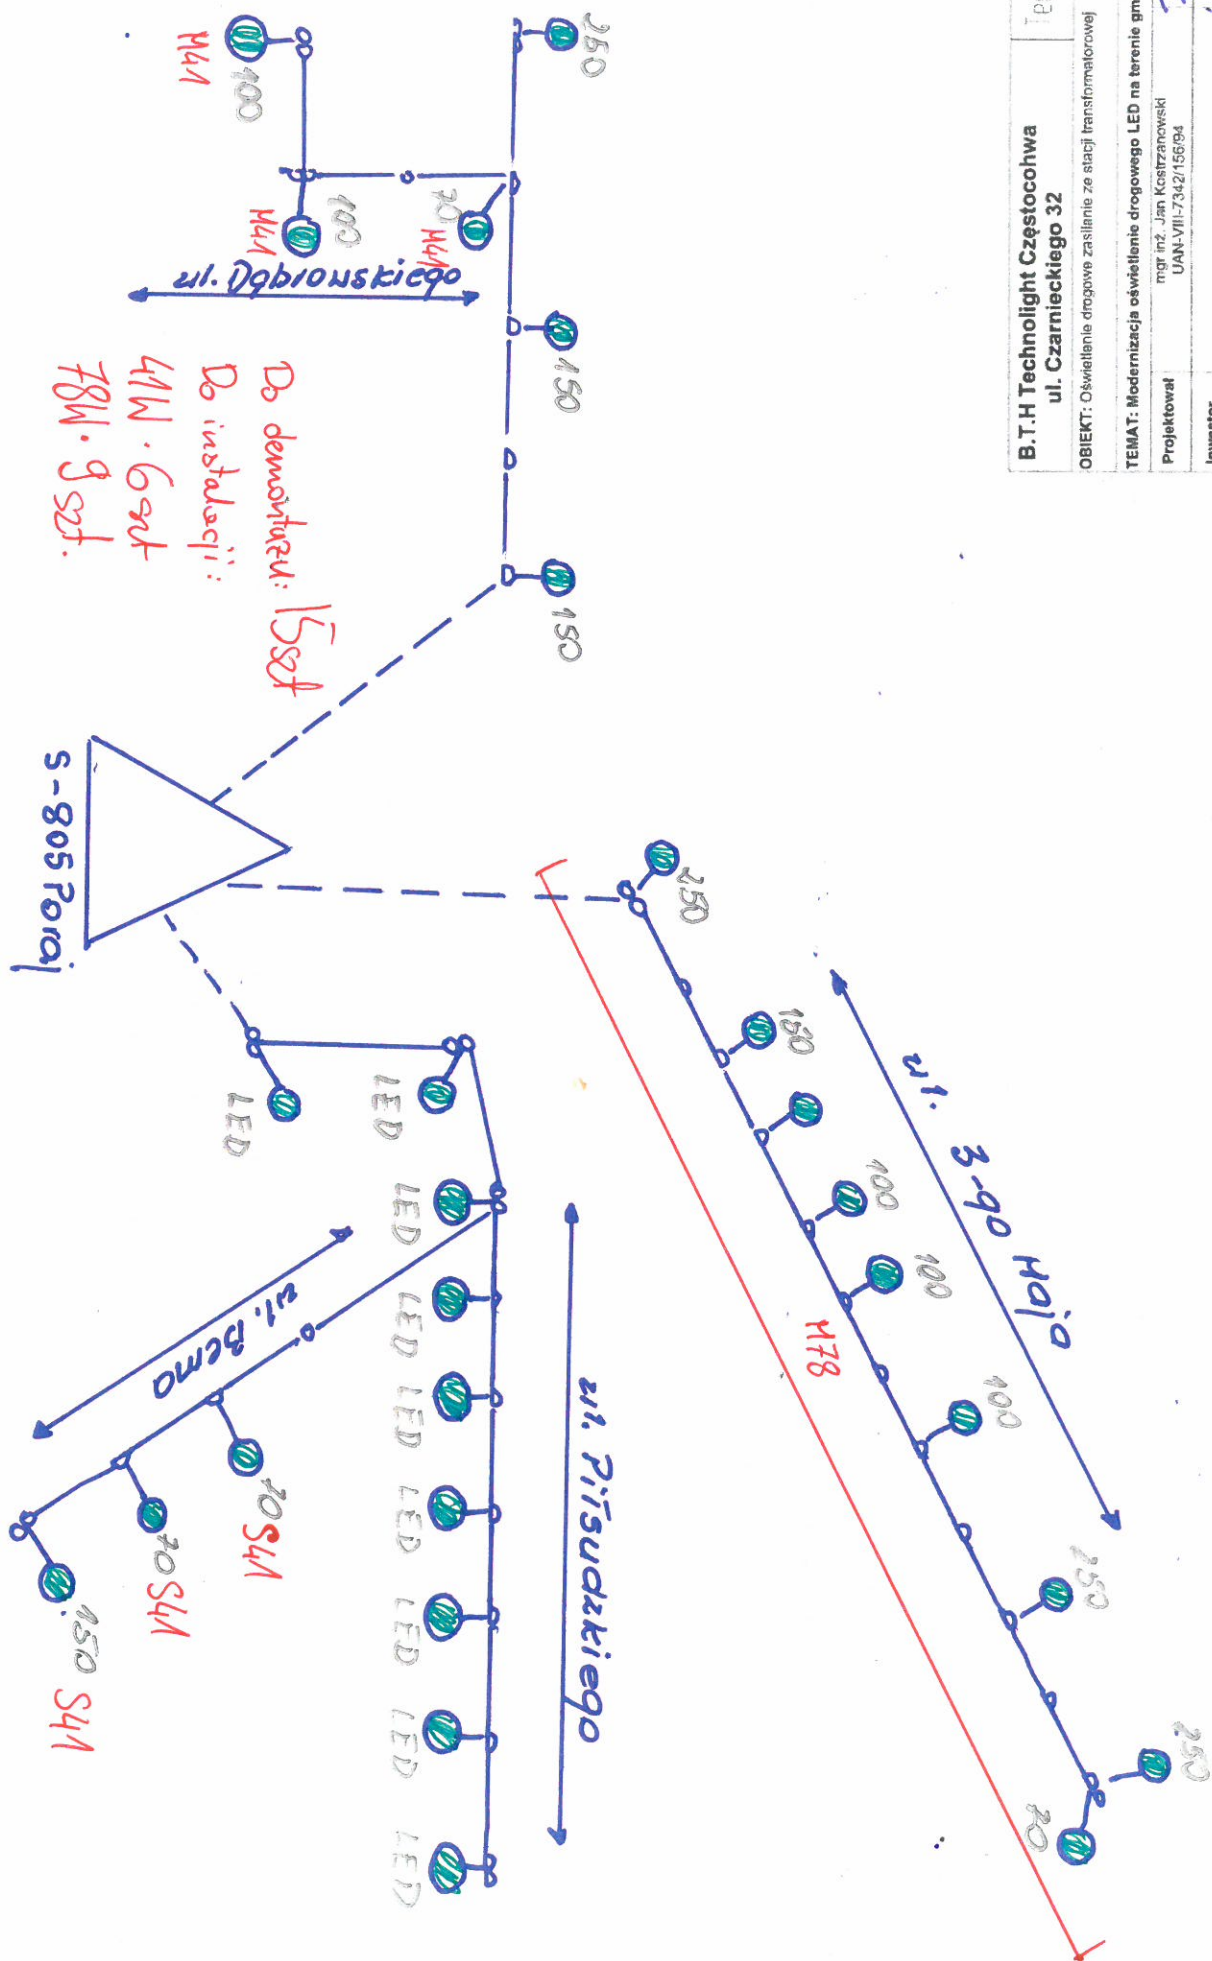 B.T.H Technolight Częstocohwa
ul. Czarnieckiego 32
OBIEKT: Oświetlenie drogowe zasilanie ze stacji transformatorowej
TEMAT: Modernizacja oświetlenie drogowego LED na terenie gm
Projektował
mgr inż. Jan Kostrzanowski
UAN-VIII-7342/156/94
Inwestor
250
100
M41
100
M41
70
M41
ul. Dąbrowskiego
150
150
Do demontażu: 15szt
Do instalacji:
41W · 6szt
78W · 9szt.
S-805 Poraj
250
150
100
100
100
250
250
70
ul. 3-go Maja
M78
LED
LED
LED
LED
LED
LED
LED
LED
LED
ul. Piłsudzkiego
ul. Bema
70 S41
70 S41
150 S41